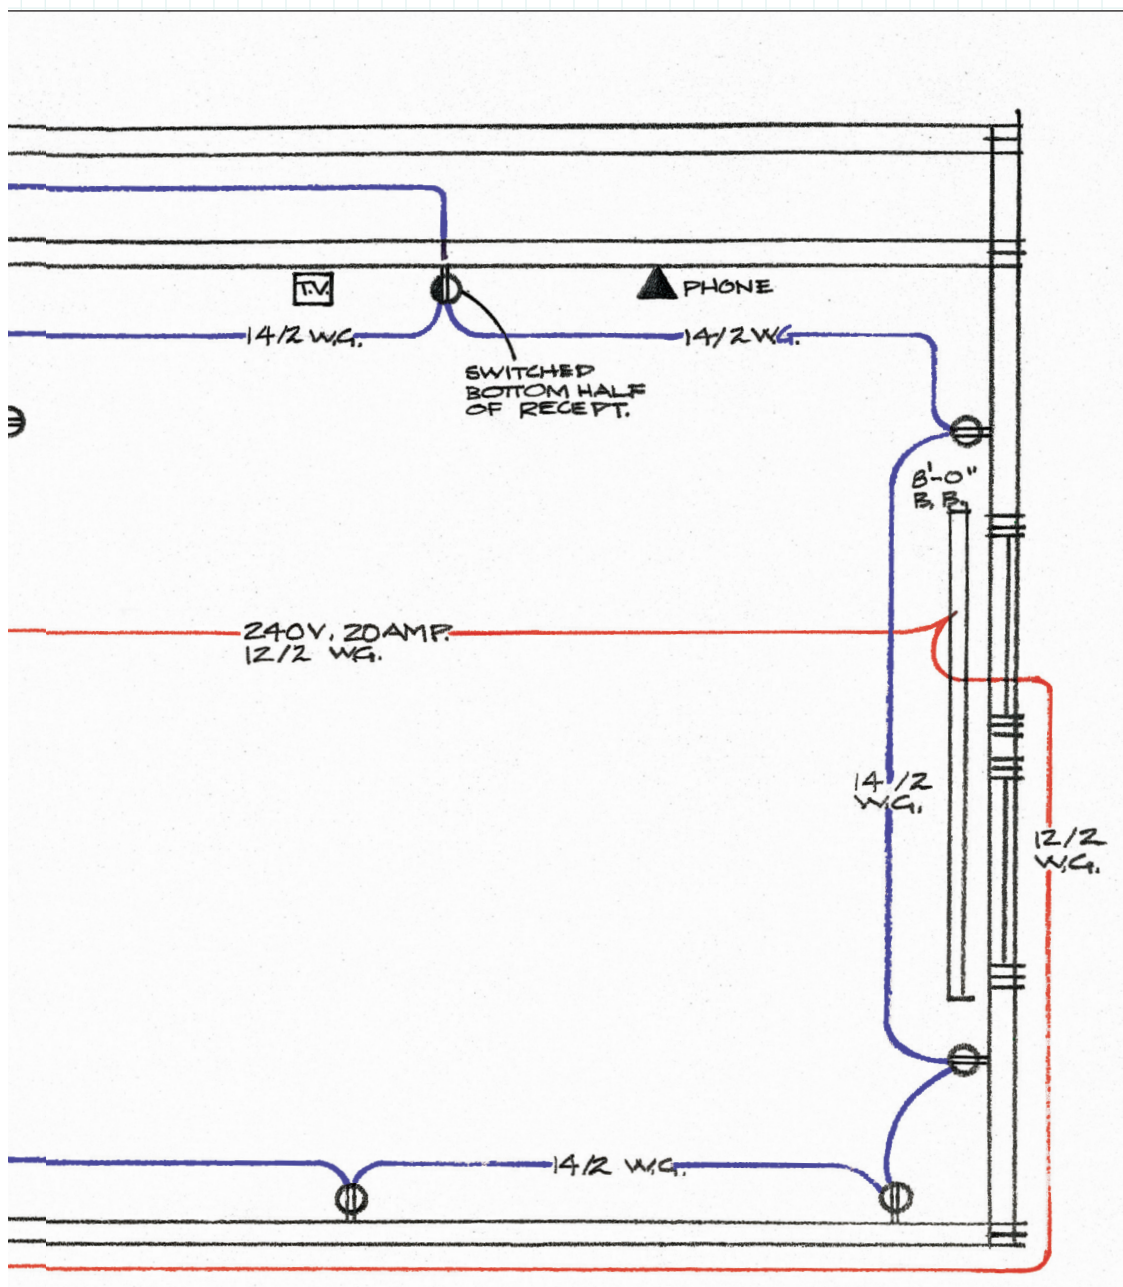 T.V.
PHONE
14/2 W.G.
14/2 W.G.
SWITCHED
BOTTOM HALF
OF RECEPT.
8'-0"
B.B.
240V. 20AMP.
12/2 W.G.
14/2
W.G.
12/2
W.G.
14/2 W.G.